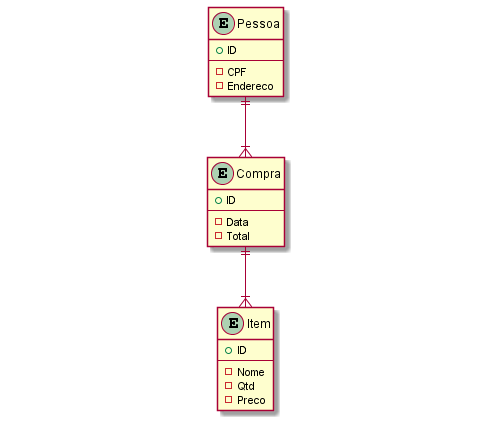 E Pessoa
ID
CPF
Endereco
E Compra
ID
Data
Total
E Item
ID
Nome
Qtd
Preco